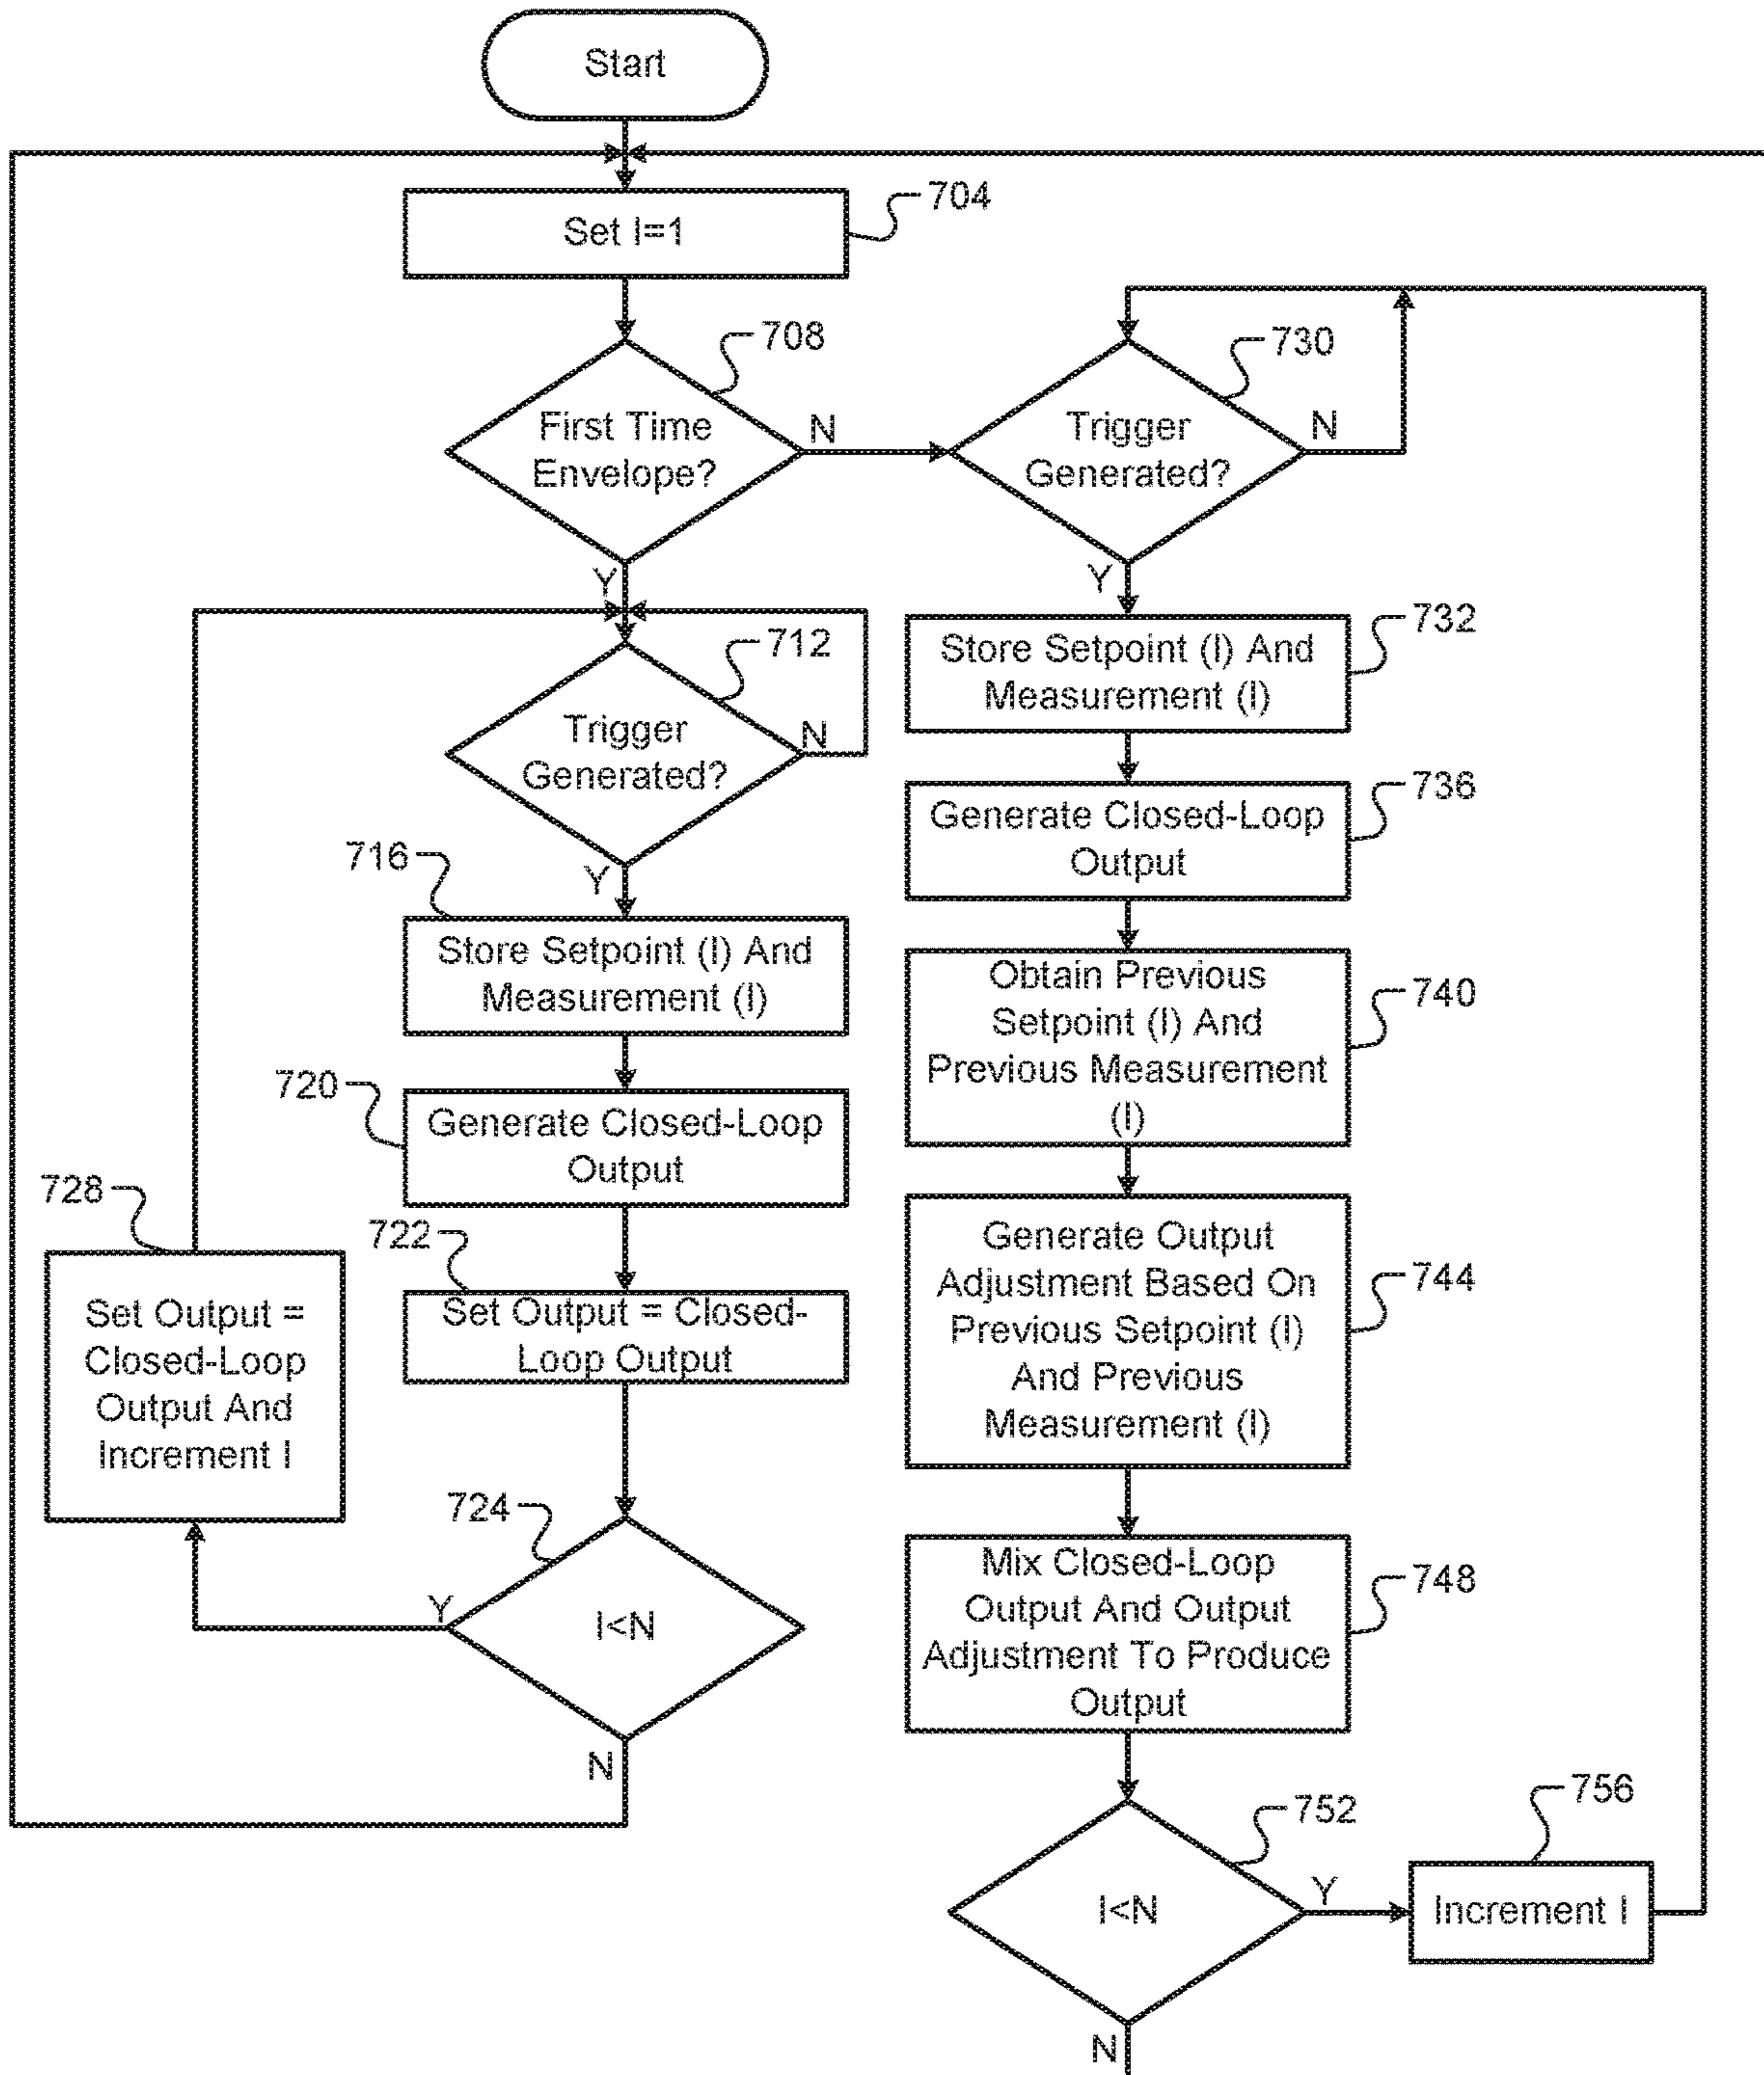 Start
704
Set I=1
708
First Time
Envelope?
N
Y
730
Trigger
Generated?
N
Y
712
Trigger
Generated?
N
Y
716
Store Setpoint (I) And
Measurement (I)
720
Generate Closed-Loop
Output
722
Set Output = Closed-
Loop Output
724
I<N
Y
N
728
Set Output =
Closed-Loop
Output And
Increment I
732
Store Setpoint (I) And
Measurement (I)
736
Generate Closed-Loop
Output
740
Obtain Previous
Setpoint (I) And
Previous Measurement
(I)
744
Generate Output
Adjustment Based On
Previous Setpoint (I)
And Previous
Measurement (I)
748
Mix Closed-Loop
Output And Output
Adjustment To Produce
Output
752
I<N
Y
N
756
Increment I